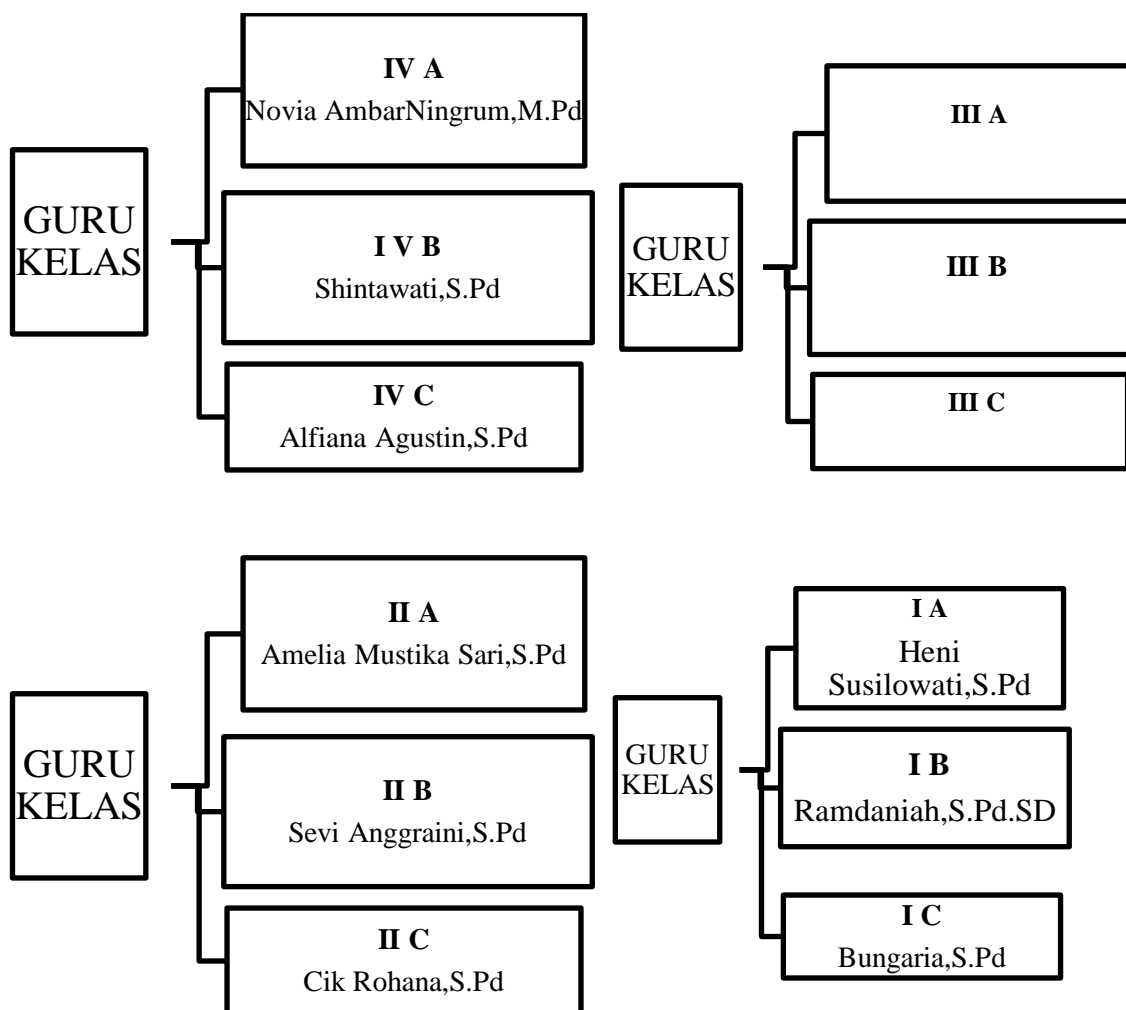 GURU
KELAS
IV A
Novia AmbarNingrum,M.Pd
I V B
Shintawati,S.Pd
IV C
Alfiana Agustin,S.Pd
GURU
KELAS
III A
III B
III C
GURU
KELAS
II A
Amelia Mustika Sari,S.Pd
II B
Sevi Anggraini,S.Pd
II C
Cik Rohana,S.Pd
GURU
KELAS
I A
Heni
Susilowati,S.Pd
I B
Ramdaniah,S.Pd.SD
I C
Bungaria,S.Pd